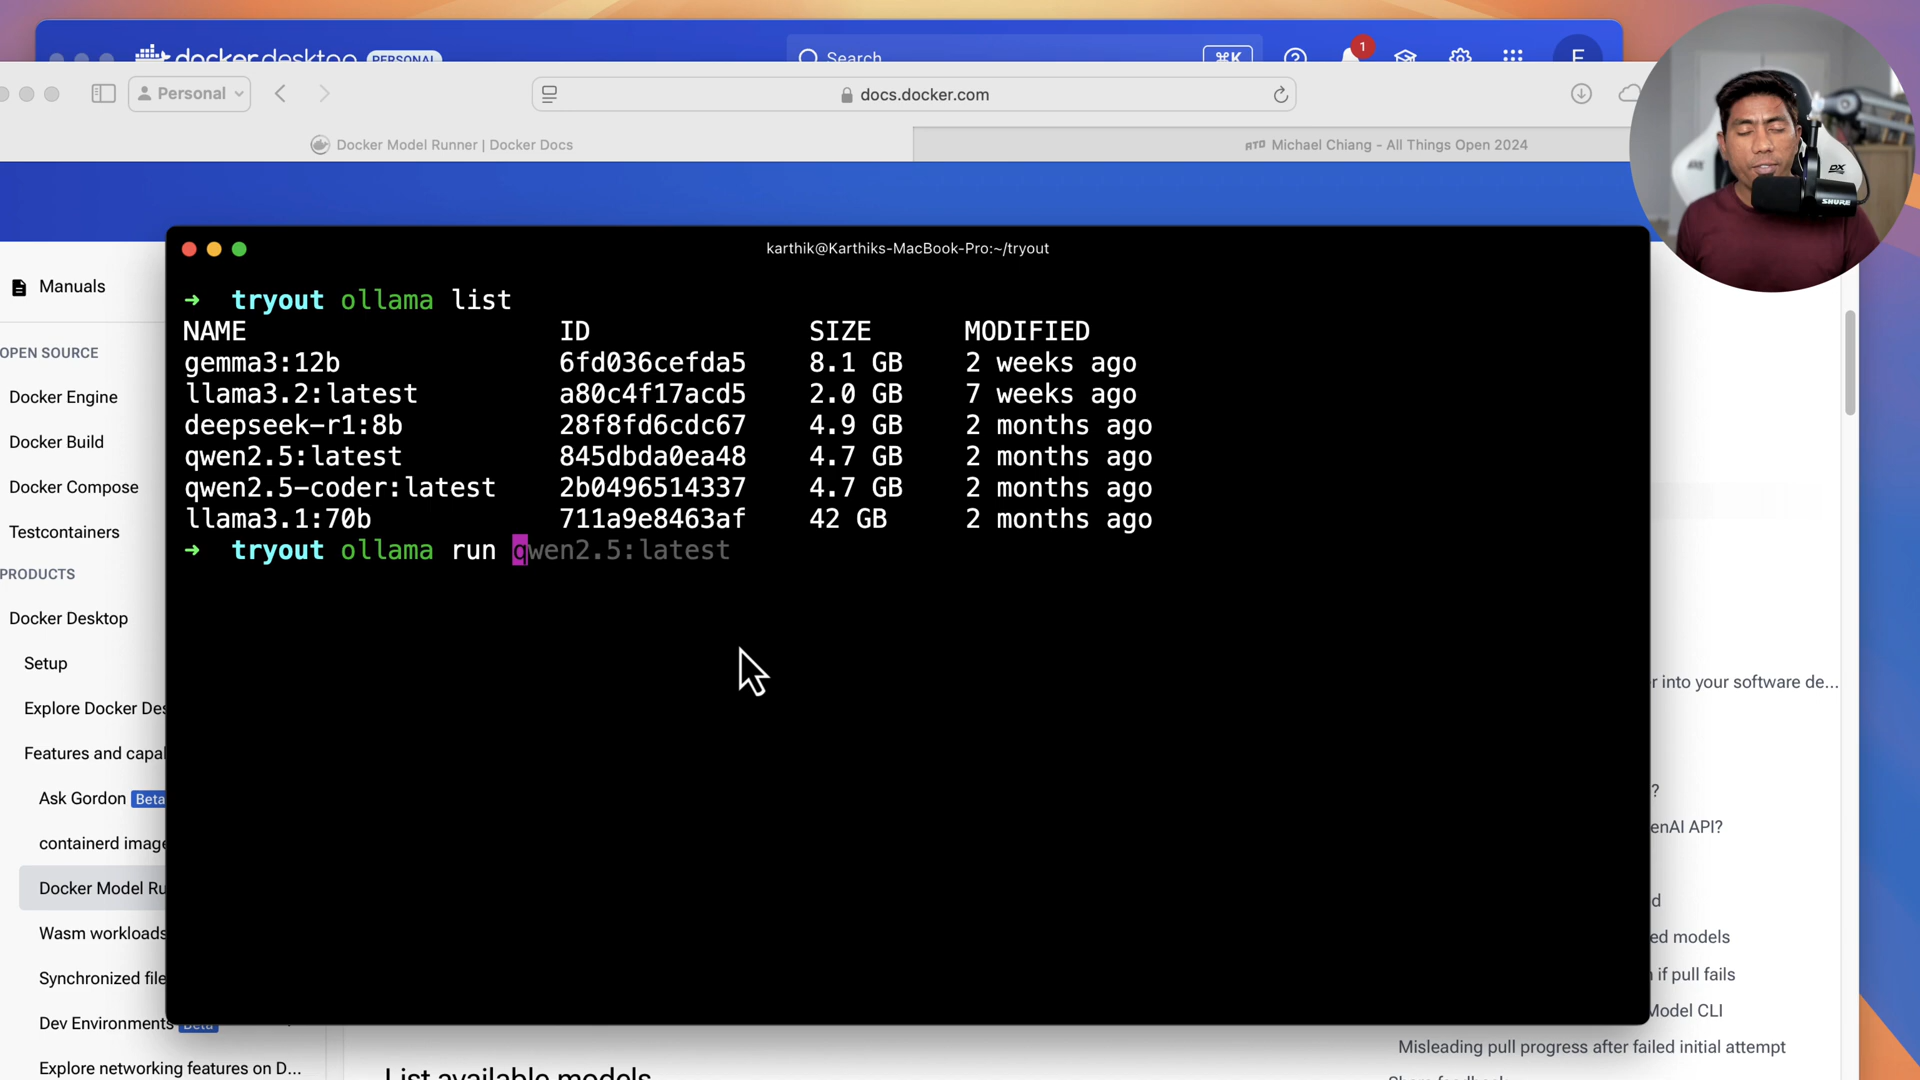 docker desktop PERSONAL
Search
⌘K
1
Personal
docs.docker.com
Docker Model Runner | Docker Docs
ATO Michael Chiang - All Things Open 2024
karthik@Karthiks-MacBook-Pro:~/tryout
➜ tryout ollama list
NAME ID SIZE MODIFIED
gemma3:12b 6fd036cefda5 8.1 GB 2 weeks ago
llama3.2:latest a80c4f17acd5 2.0 GB 7 weeks ago
deepseek-r1:8b 28f8fd6cdc67 4.9 GB 2 months ago
qwen2.5:latest 845dbda0ea48 4.7 GB 2 months ago
qwen2.5-coder:latest 2b0496514337 4.7 GB 2 months ago
llama3.1:70b 711a9e8463af 42 GB 2 months ago
➜ tryout ollama run qwen2.5:latest
Manuals
OPEN SOURCE
Docker Engine
Docker Build
Docker Compose
Testcontainers
PRODUCTS
Docker Desktop
Setup
Explore Docker Des
Features and capal
Ask Gordon Beta
containerd image
Docker Model Ru
Wasm workloads
Synchronized file
Dev Environments Beta
Explore networking features on D...
List available models
r into your software de...
?
enAI API?
d
ed models
if pull fails
Model CLI
Misleading pull progress after failed initial attempt
SHURE
DX